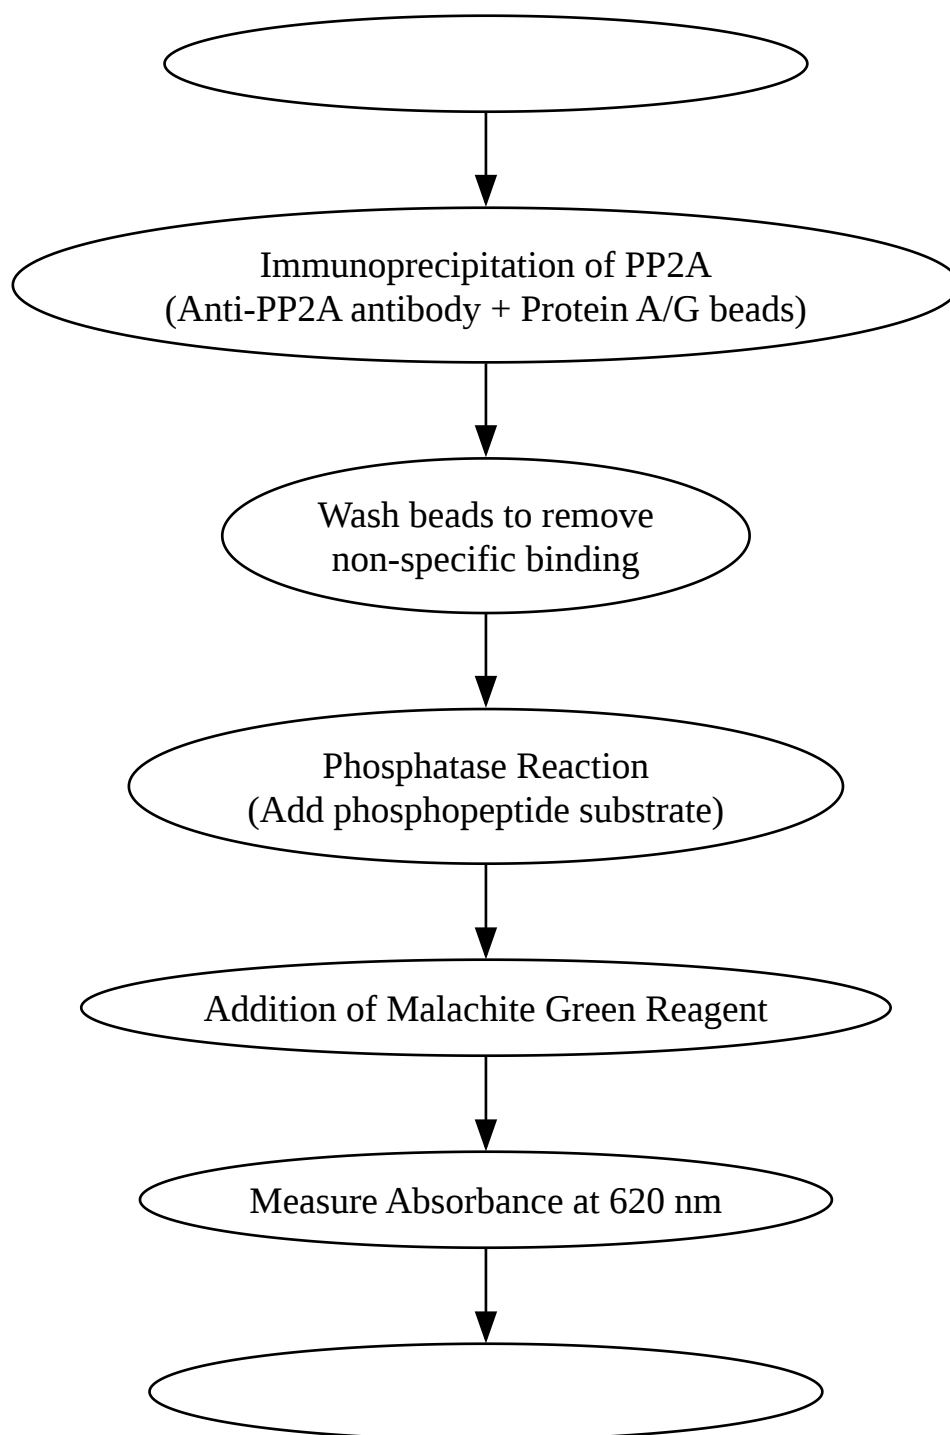 Immunoprecipitation of PP2A
(Anti-PP2A antibody + Protein A/G beads)
Wash beads to remove
non-specific binding
Phosphatase Reaction
(Add phosphopeptide substrate)
Addition of Malachite Green Reagent
Measure Absorbance at 620 nm